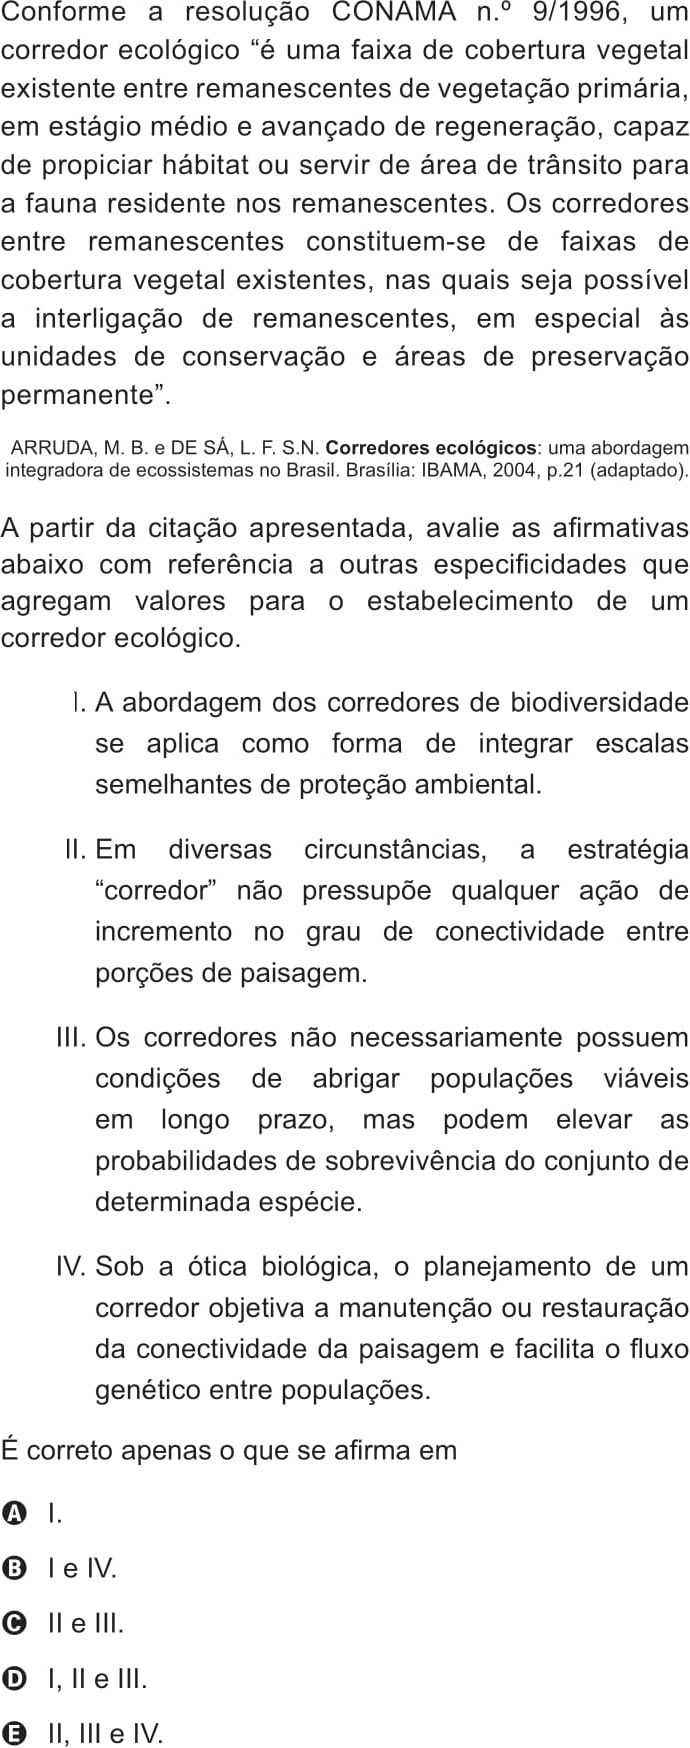 Conforme a resolução CONAMA n.º 9/1996, um
corredor ecológico “é uma faixa de cobertura vegetal
existente entre remanescentes de vegetação primária,
em estágio médio e avançado de regeneração, capaz
de propiciar hábitat ou servir de área de trânsito para
a fauna residente nos remanescentes. Os corredores
entre remanescentes constituem-se de faixas de
cobertura vegetal existentes, nas quais seja possível
a interligação de remanescentes, em especial às
unidades de conservação e áreas de preservação
permanente”.
ARRUDA, M. B. e DE SÁ, L. F. S.N. Corredores ecológicos: uma abordagem
integradora de ecossistemas no Brasil. Brasília: IBAMA, 2004, p.21 (adaptado).
A partir da citação apresentada, avalie as afirmativas
abaixo com referência a outras especificidades que
agregam valores para o estabelecimento de um
corredor ecológico.
I. A abordagem dos corredores de biodiversidade
se aplica como forma de integrar escalas
semelhantes de proteção ambiental.
II. Em diversas circunstâncias, a estratégia
“corredor” não pressupõe qualquer ação de
incremento no grau de conectividade entre
porções de paisagem.
III. Os corredores não necessariamente possuem
condições de abrigar populações viáveis
em longo prazo, mas podem elevar as
probabilidades de sobrevivência do conjunto de
determinada espécie.
IV. Sob a ótica biológica, o planejamento de um
corredor objetiva a manutenção ou restauração
da conectividade da paisagem e facilita o fluxo
genético entre populações.
É correto apenas o que se afirma em
A I.
B I e IV.
C II e III.
D I, II e III.
E II, III e IV.